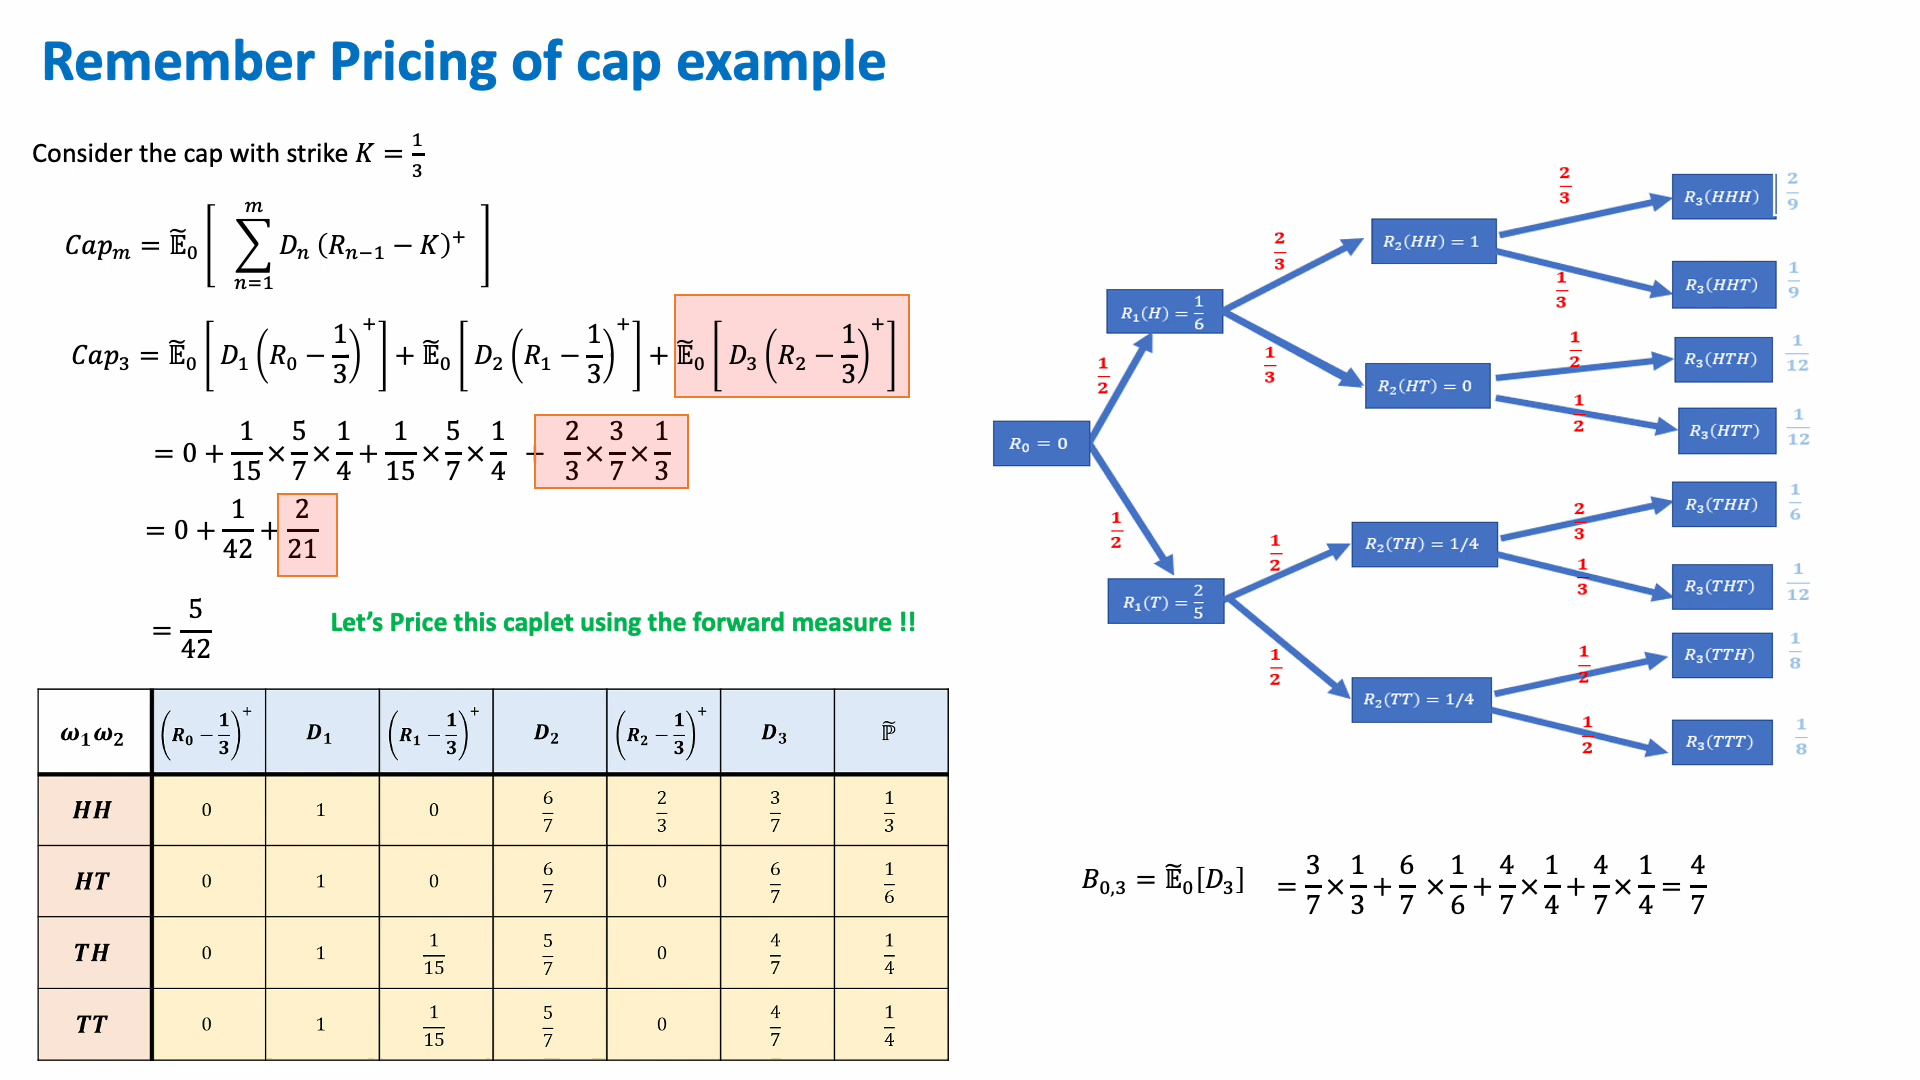 Remember Pricing of cap example
Consider the cap with strike K = 1/3
Cap_m = 𝔼̃_0 [ ∑_{n=1}^{m} D_n (R_{n−1} − K)^+ ]
Cap_3 = 𝔼̃_0 [ D_1 (R_0 − 1/3)^+ ] + 𝔼̃_0 [ D_2 (R_1 − 1/3)^+ ] + 𝔼̃_0 [ D_3 (R_2 − 1/3)^+ ]
= 0 + 1/15 × 5/7 × 1/4 + 1/15 × 5/7 × 1/4 + 2/3 × 3/7 × 1/3
= 0 + 1/42 + 2/21
= 5/42
Let's Price this caplet using the forward measure !!
ω_1 ω_2 (R_0 − 1/3)^+ D_1 (R_1 − 1/3)^+ D_2 (R_2 − 1/3)^+ D_3 ℙ̃
HH 0 1 0 6/7 2/3 3/7 1/3
HT 0 1 0 6/7 0 6/7 1/6
TH 0 1 1/15 5/7 0 4/7 1/4
TT 0 1 1/15 5/7 0 4/7 1/4
R_0 = 0
1/2
1/2
R_1(H) = 1/6
R_1(T) = 2/5
2/3
1/3
1/2
1/2
R_2(HH) = 1
R_2(HT) = 0
R_2(TH) = 1/4
R_2(TT) = 1/4
2/3
1/3
1/2
1/2
2/3
1/3
1/2
1/2
R_3(HHH) 2/9
R_3(HHT) 1/9
R_3(HTH) 1/12
R_3(HTT) 1/12
R_3(THH) 1/6
R_3(THT) 1/12
R_3(TTH) 1/8
R_3(TTT) 1/8
B_{0,3} = 𝔼̃_0[D_3] = 3/7 × 1/3 + 6/7 × 1/6 + 4/7 × 1/4 + 4/7 × 1/4 = 4/7